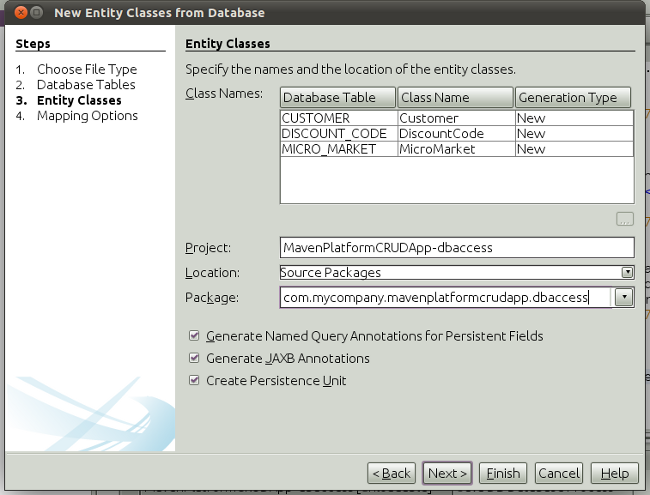 New Entity Classes from Database
Steps
1. Choose File Type
2. Database Tables
3. Entity Classes
4. Mapping Options
Entity Classes
Specify the names and the location of the entity classes.
Class Names:
Database Table Class Name Generation Type
CUSTOMER Customer New
DISCOUNT_CODE DiscountCode New
MICRO_MARKET MicroMarket New
...
Project: MavenPlatformCRUDApp-dbaccess
Location: Source Packages
Package: com.mycompany.mavenplatformcrudapp.dbaccess
Generate Named Query Annotations for Persistent Fields
Generate JAXB Annotations
Create Persistence Unit
< Back Next > Finish Cancel Help